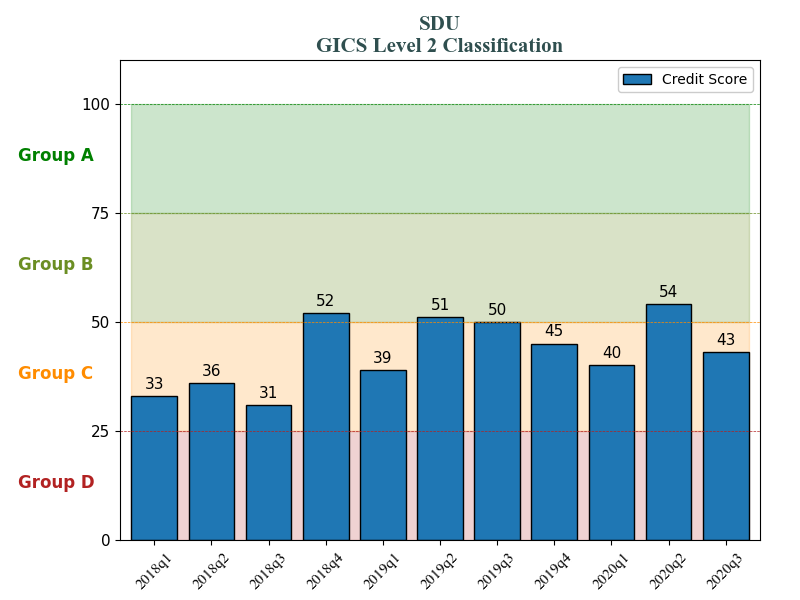 SDU
GICS Level 2 Classification
Credit Score
100
Group A
75
Group B
50
Group C
25
Group D
0
33
36
31
52
39
51
50
45
40
54
43
2018q1
2018q2
2018q3
2018q4
2019q1
2019q2
2019q3
2019q4
2020q1
2020q2
2020q3